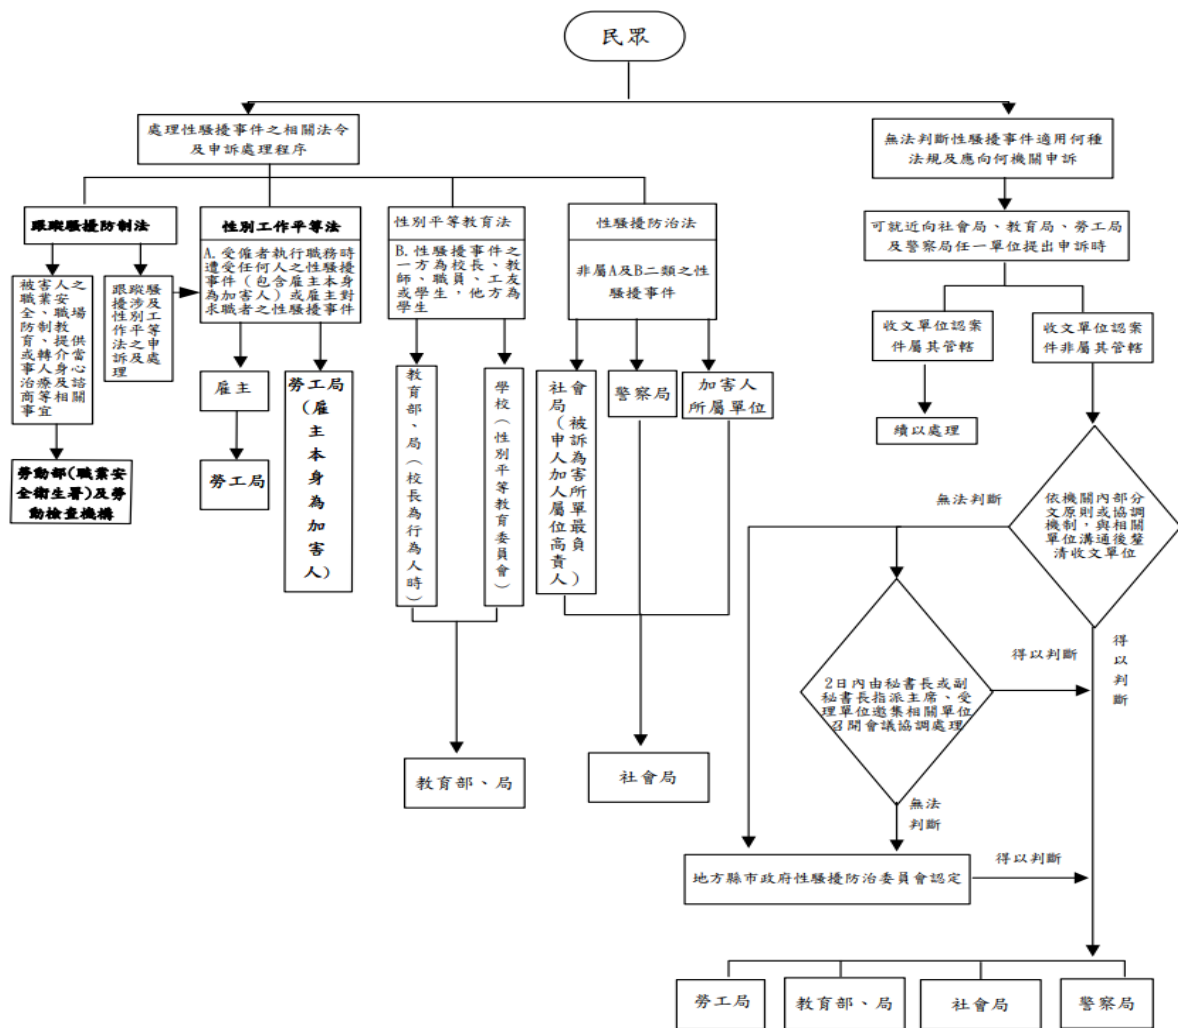 民眾
處理性騷擾事件之相關法令
及申訴處理程序
無法判斷性騷擾事件適用何種
法規及應向何機關申訴
跟蹤騷擾防制法
性別工作平等法
性別平等教育法
性騷擾防治法
可就近向社會局、教育局、勞工局
及警察局任一單位提出申訴時
被害人之
職業安
全、職場
防制教
育、提供
或轉介當
事人身心
治療及諮
商等相關
事宜
跟蹤騷
擾涉及
性別工
作平等
法之申
訴及處
理
A. 受僱者執行職務時
遭受任何人之性騷擾
事件（包含雇主本身
為加害人）或雇主對
求職者之性騷擾事件
B. 性騷擾事件之
一方為校長、教
師、職員、工友
或學生，他方為
學生
非屬A及B二類之性
騷擾事件
收文單位認案
件屬其管轄
收文單位認案
件非屬其管轄
雇主
勞工局（雇主本身為加害人）
教育部、局（校長為行為人時）
學校（性別平等教育委員會）
社會局（被申訴人為加害人所屬單位最高負責人）
警察局
加害人
所屬單位
續以處理
勞動部(職業安
全衛生署)及勞
動檢查機構
勞工局
無法判斷
依機關內部分
文原則或協調
機制，與相關
單位溝通後釐
清收文單位
得以判斷
得以判斷
2日內由秘書長或副
秘書長指派主席、受
理單位邀集相關單位
召開會議協調處理
教育部、局
社會局
無法
判斷
得以判斷
地方縣市政府性騷擾防治委員會認定
勞工局
教育部、局
社會局
警察局